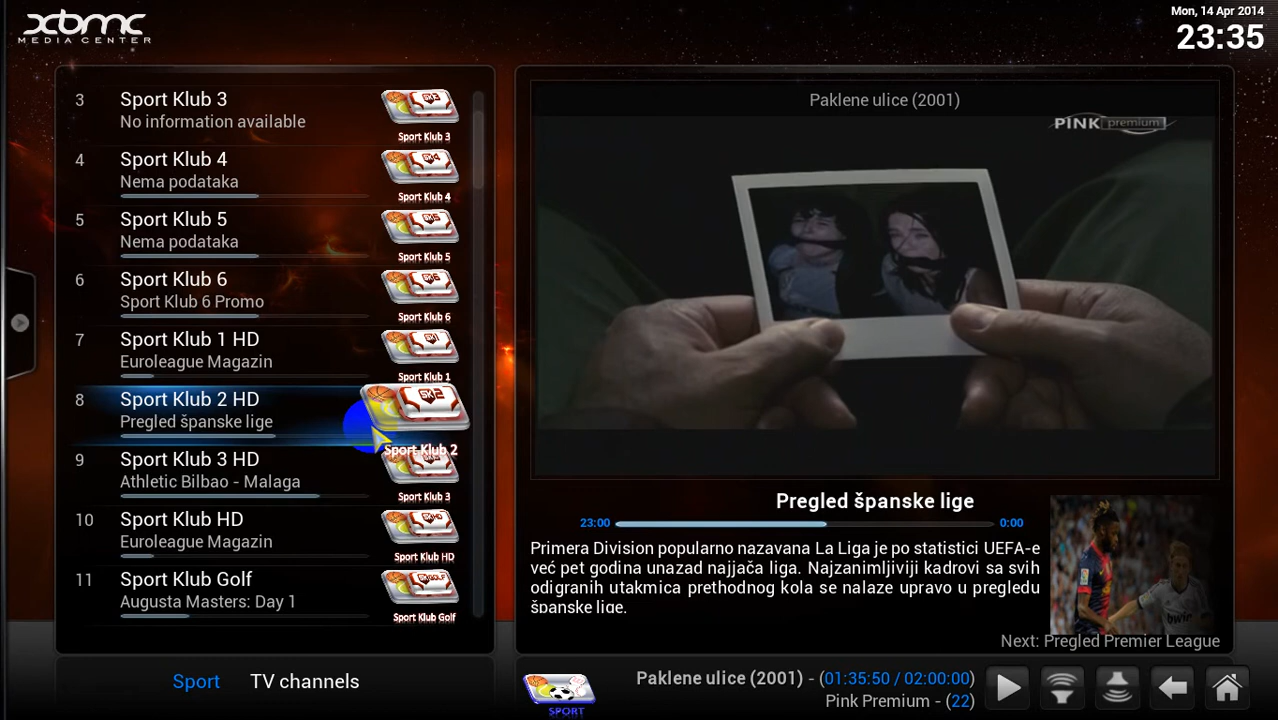 xbmc
MEDIA CENTER
Mon, 14 Apr 2014
23:35
3
Sport Klub 3
No information available
Sport Klub 3
4
Sport Klub 4
Nema podataka
Sport Klub 4
5
Sport Klub 5
Nema podataka
Sport Klub 5
6
Sport Klub 6
Sport Klub 6 Promo
Sport Klub 6
7
Sport Klub 1 HD
Euroleague Magazin
Sport Klub 1
8
Sport Klub 2 HD
Pregled španske lige
Sport Klub 2
9
Sport Klub 3 HD
Athletic Bilbao - Malaga
Sport Klub 3
10
Sport Klub HD
Euroleague Magazin
Sport Klub HD
11
Sport Klub Golf
Augusta Masters: Day 1
Sport Klub Golf
Sport TV channels
Paklene ulice (2001)
PINK premium
Pregled španske lige
23:00 0:00
Primera Division popularno nazavana La Liga je po statistici UEFA-e
već pet godina unazad najjača liga. Najzanimljiviji kadrovi sa svih
odigranih utakmica prethodnog kola se nalaze upravo u pregledu
španske lige.
bwin
Next: Pregled Premier League
SPORT
Paklene ulice (2001) - (01:35:50 / 02:00:00)
Pink Premium - (22)